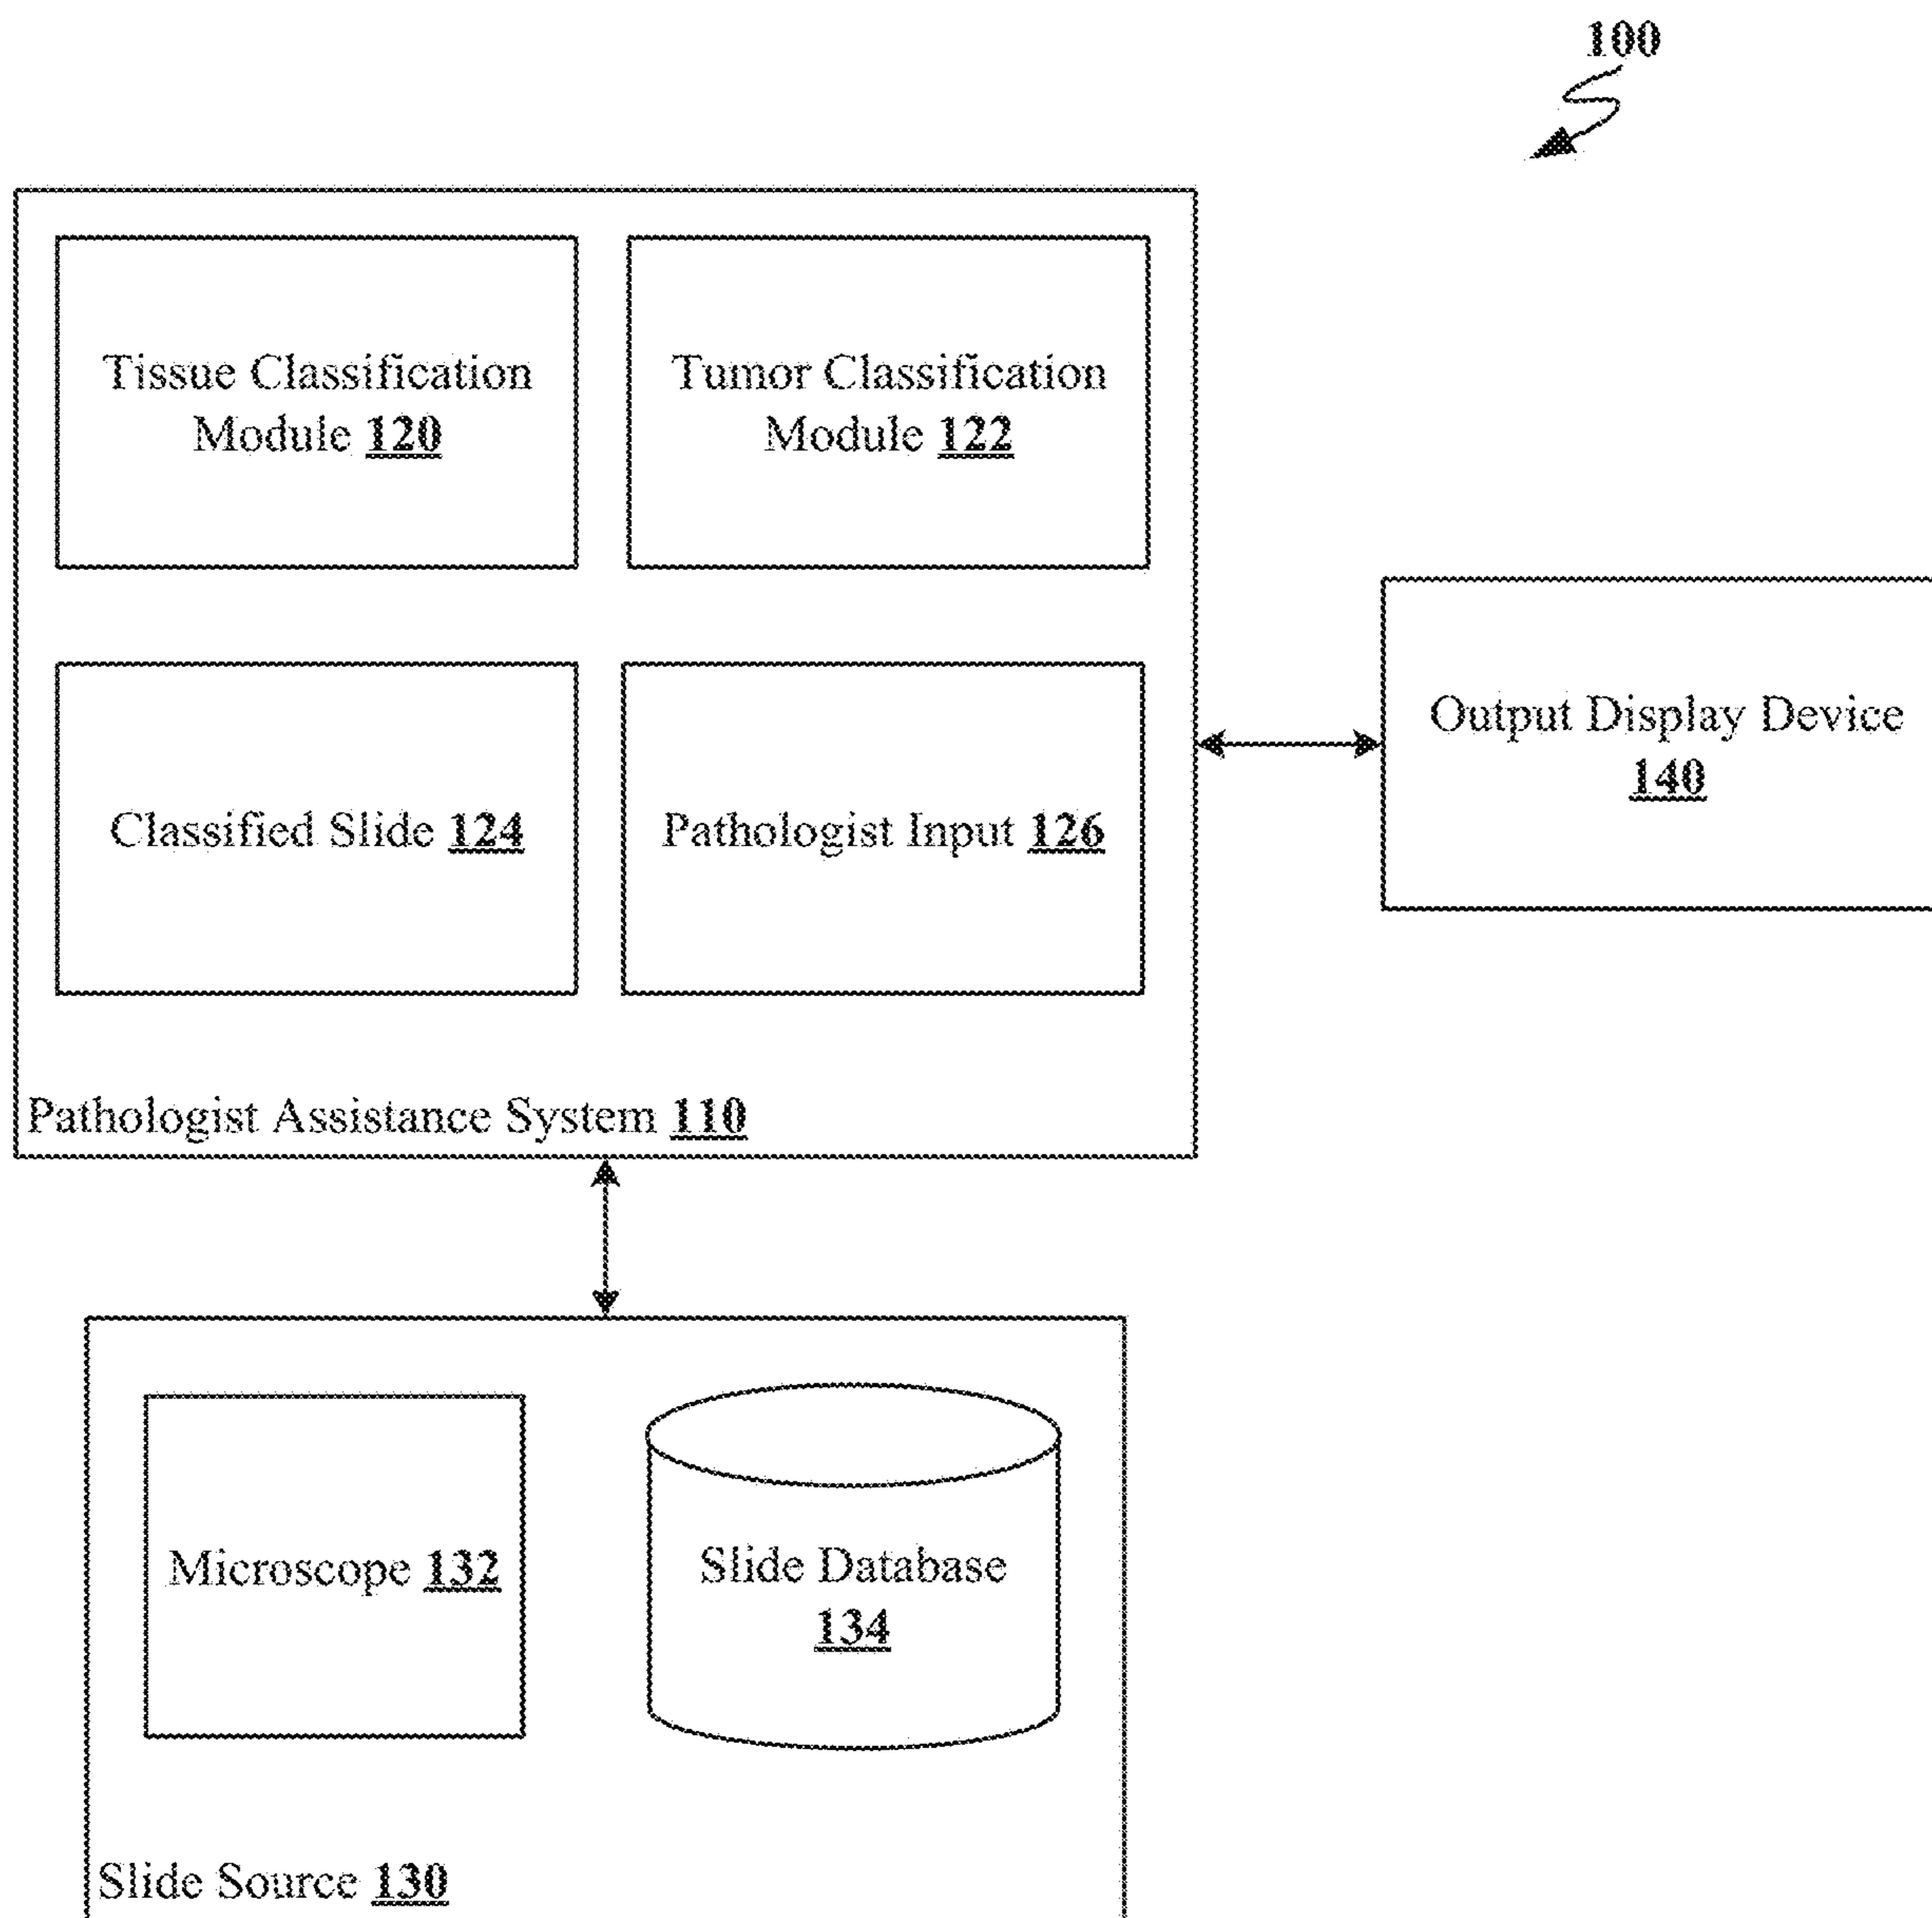 100
Tissue Classification
Module 120
Tumor Classification
Module 122
Classified Slide 124
Pathologist Input 126
Pathologist Assistance System 110
Output Display Device
140
Microscope 132
Slide Database
134
Slide Source 130